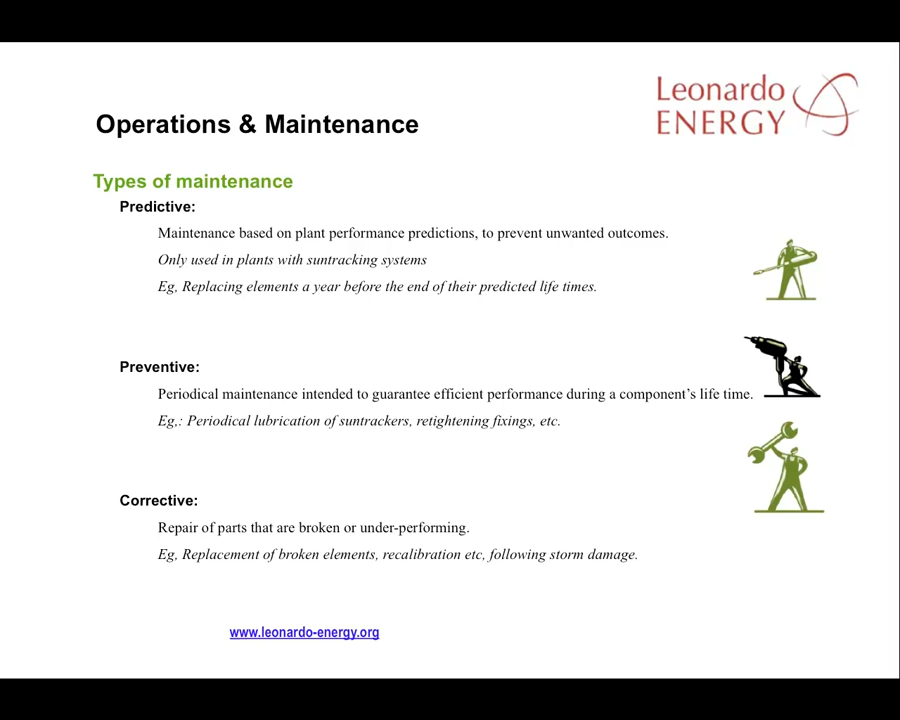 Leonardo
ENERGY
Operations & Maintenance
Types of maintenance
Predictive:
Maintenance based on plant performance predictions, to prevent unwanted outcomes.
Only used in plants with suntracking systems
Eg, Replacing elements a year before the end of their predicted life times.
Preventive:
Periodical maintenance intended to guarantee efficient performance during a component’s life time.
Eg,: Periodical lubrication of suntrackers, retightening fixings, etc.
Corrective:
Repair of parts that are broken or under-performing.
Eg, Replacement of broken elements, recalibration etc, following storm damage.
www.leonardo-energy.org